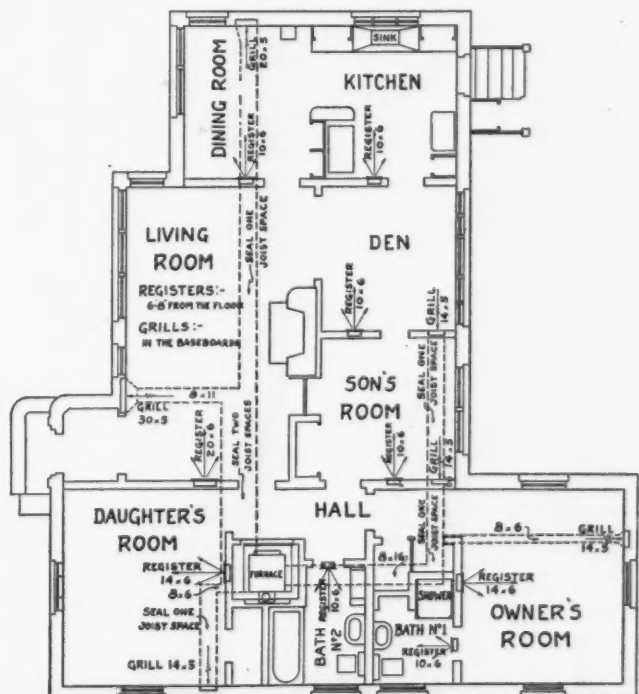 SINK
KITCHEN
GRILL
20×5
DINING ROOM
REGISTER
10×6
REGISTER
10×6
SEAL ONE
JOIST SPACE
LIVING
ROOM
REGISTERS:-
6'-8" FROM THE FLOOR
GRILLS:-
IN THE BASEBOARDS
DEN
REGISTER
10×6
GRILL
14×5
SEAL ONE
JOIST SPACE
SON'S
ROOM
8×11
GRILL
30×5
REGISTER
20×6
SEAL TWO
JOIST SPACES
REGISTER
10×6
GRILL
14×5
SEAL ONE
JOIST SPACE
HALL
DAUGHTER'S
ROOM
REGISTER
14×6
8×6
SEAL ONE
JOIST SPACE
GRILL 14×5
FURNACE
REGISTER
10×6
BATH
Nº2
8×16
SHOWER
BATH Nº1
REGISTER
10×6
8×6
GRILL
14×5
REGISTER
14×6
OWNER'S
ROOM